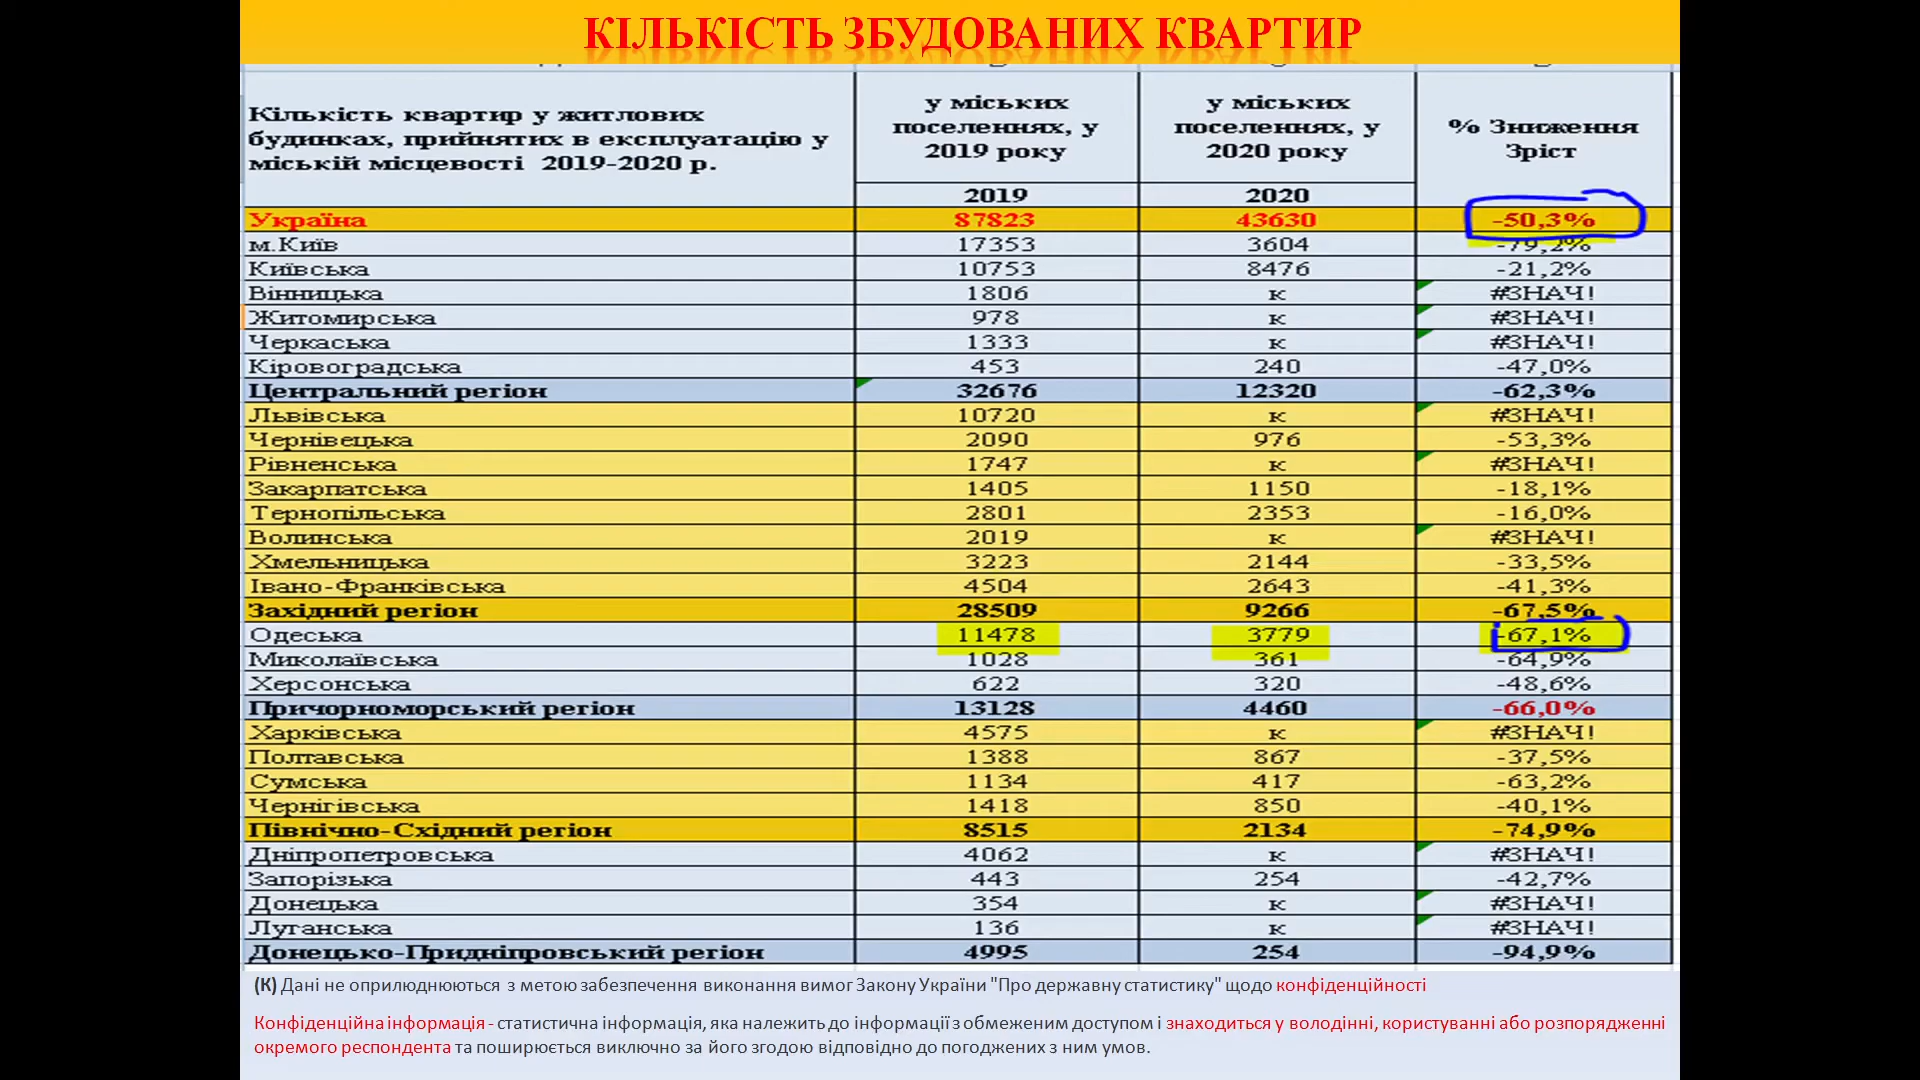 КІЛЬКІСТЬ ЗБУДОВАНИХ КВАРТИР
Кількість квартир у житлових будинках, прийнятих в експлуатацію у міській місцевості 2019-2020 р.
у міських поселеннях, у 2019 року
у міських поселеннях, у 2020 року
% Зниження Зріст
2019 2020
Україна 87823 43630 -50,3%
м.Київ 17353 3604 -79,2%
Київська 10753 8476 -21,2%
Вінницька 1806 к #ЗНАЧ!
Житомирська 978 к #ЗНАЧ!
Черкаська 1333 к #ЗНАЧ!
Кіровоградська 453 240 -47,0%
Центральний регіон 32676 12320 -62,3%
Львівська 10720 к #ЗНАЧ!
Чернівецька 2090 976 -53,3%
Рівненська 1747 к #ЗНАЧ!
Закарпатська 1405 1150 -18,1%
Тернопільська 2801 2353 -16,0%
Волинська 2019 к #ЗНАЧ!
Хмельницька 3223 2144 -33,5%
Івано-Франківська 4504 2643 -41,3%
Західний регіон 28509 9266 -67,5%
Одеська 11478 3779 -67,1%
Миколаївська 1028 361 -64,9%
Херсонська 622 320 -48,6%
Причорноморський регіон 13128 4460 -66,0%
Харківська 4575 к #ЗНАЧ!
Полтавська 1388 867 -37,5%
Сумська 1134 417 -63,2%
Чернігівська 1418 850 -40,1%
Північно-Східний регіон 8515 2134 -74,9%
Дніпропетровська 4062 к #ЗНАЧ!
Запорізька 443 254 -42,7%
Донецька 354 к #ЗНАЧ!
Луганська 136 к #ЗНАЧ!
Донецько-Придніпровський регіон 4995 254 -94,9%
(К) Дані не оприлюднюються з метою забезпечення виконання вимог Закону України "Про державну статистику" щодо конфіденційності
Конфіденційна інформація - статистична інформація, яка належить до інформації з обмеженим доступом і знаходиться у володінні, користуванні або розпорядженні
окремого респондента та поширюється виключно за його згодою відповідно до погоджених з ним умов.